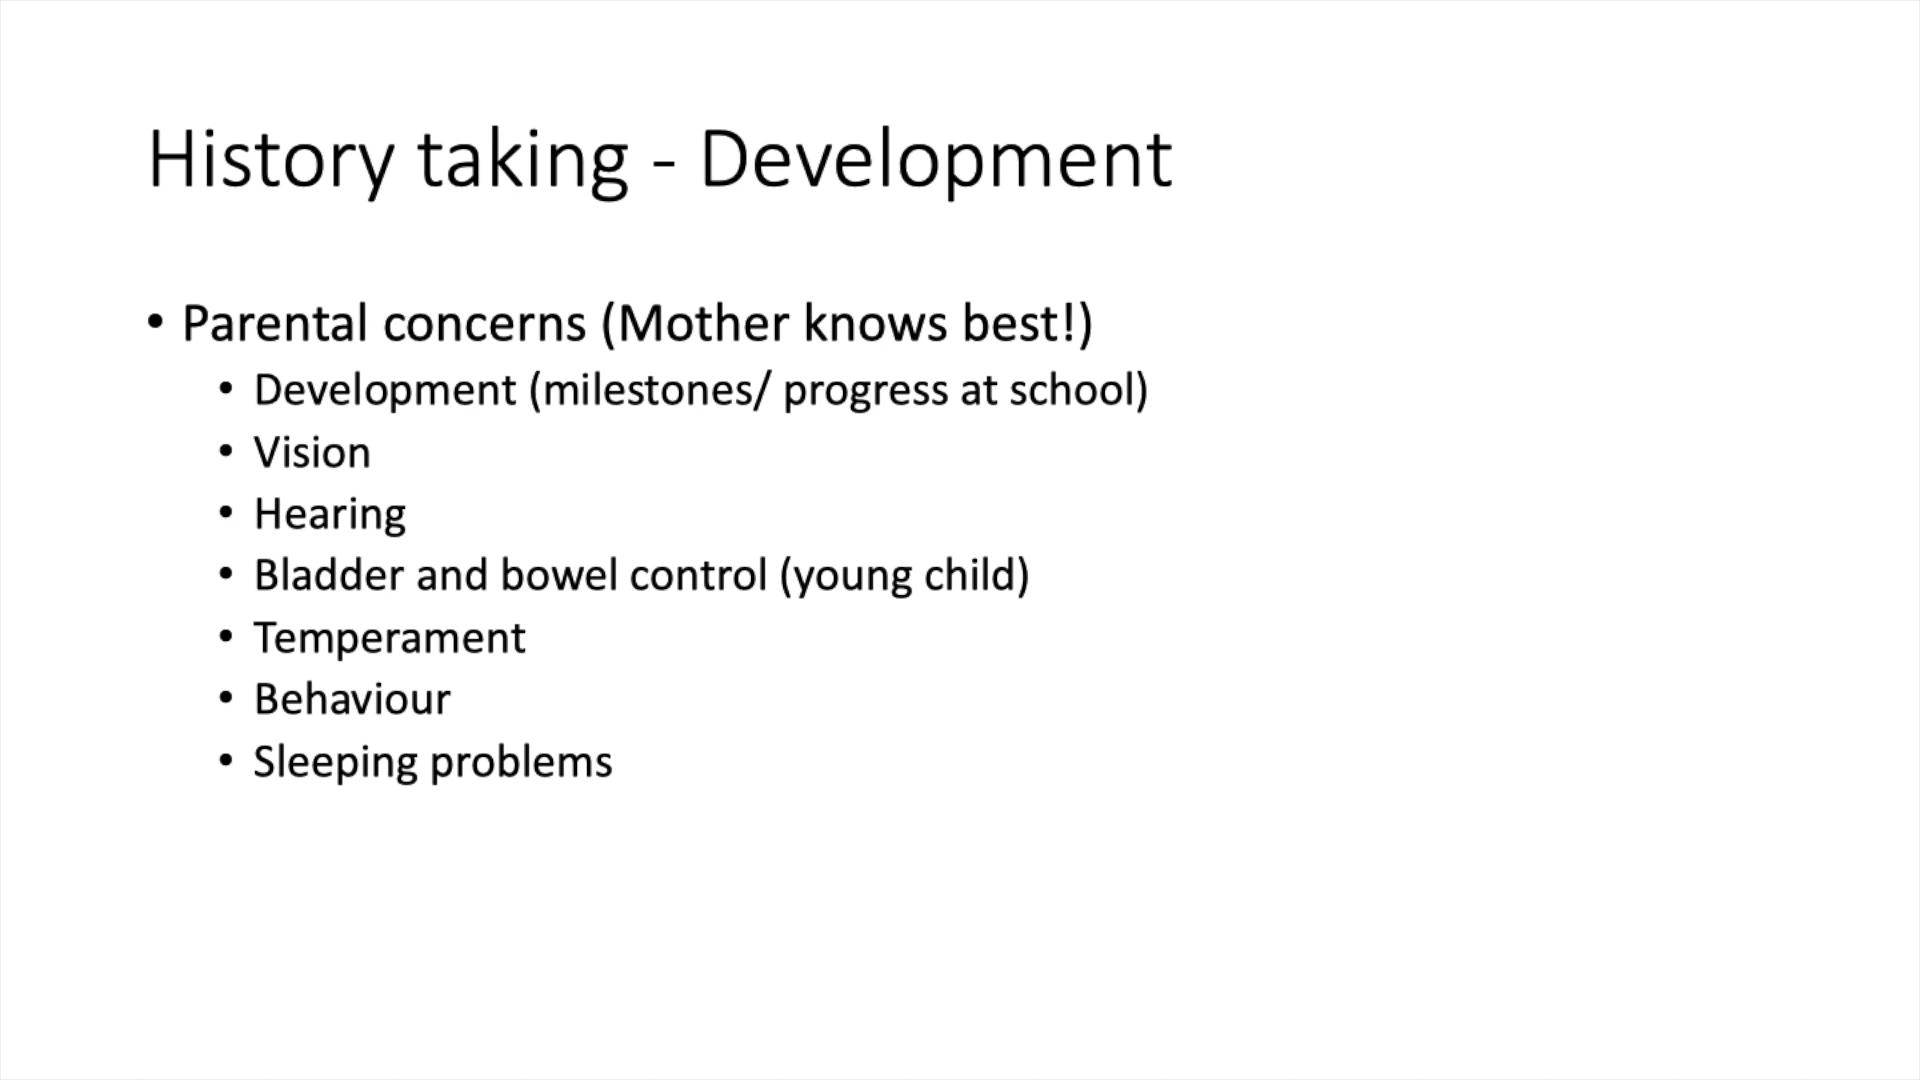 History taking - Development
• Parental concerns (Mother knows best!)
• Development (milestones/ progress at school)
• Vision
• Hearing
• Bladder and bowel control (young child)
• Temperament
• Behaviour
• Sleeping problems